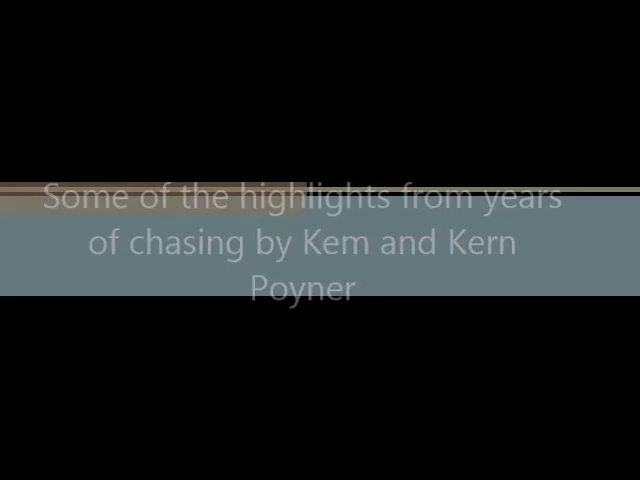 Some of the highlights from years
of chasing by Kem and Kern
Poyner